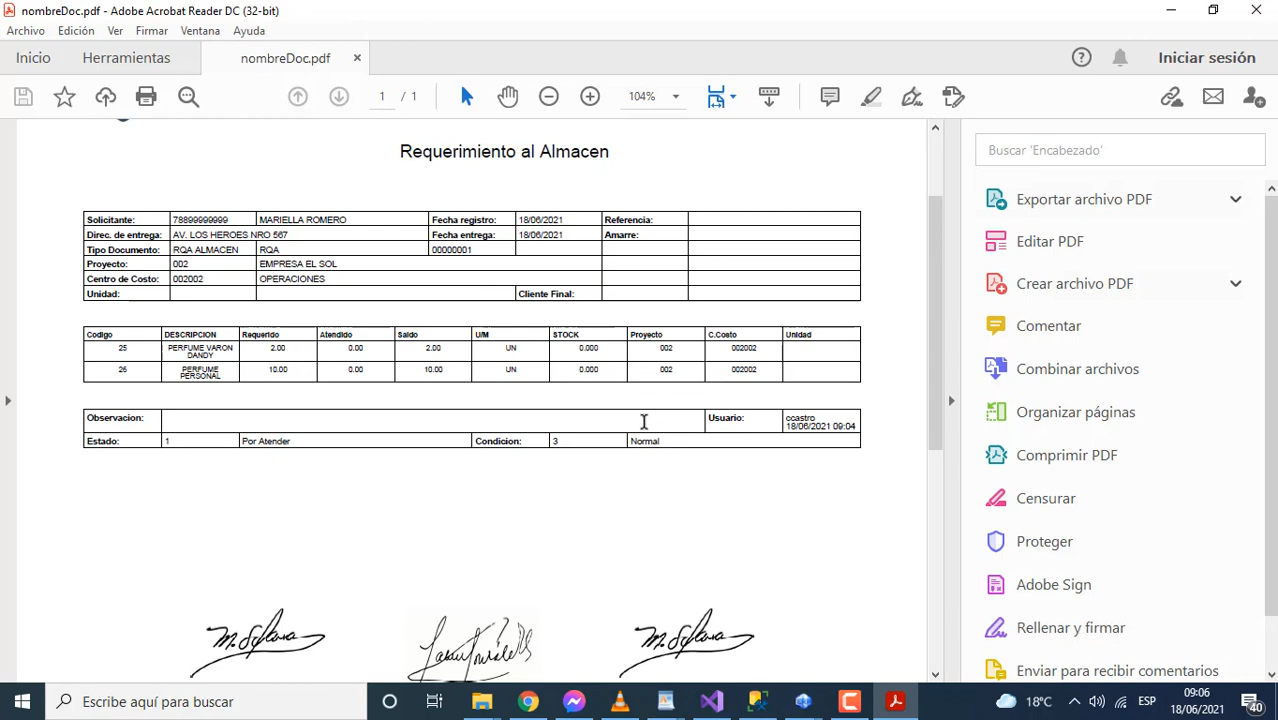 nombreDoc.pdf - Adobe Acrobat Reader DC (32-bit)
Archivo Edición Ver Firmar Ventana Ayuda
Inicio Herramientas nombreDoc.pdf × Iniciar sesión
1 / 1 104%
Requerimiento al Almacen
Solicitante: 78899999999 MARIELLA ROMERO Fecha registro: 18/06/2021 Referencia:
Direc. de entrega: AV. LOS HEROES NRO 567 Fecha entrega: 18/06/2021 Amarre:
Tipo Documento: RQA ALMACEN RQA 00000001
Proyecto: 002 EMPRESA EL SOL
Centro de Costo: 002002 OPERACIONES
Unidad: Cliente Final:
Codigo DESCRIPCION Requerido Atendido Saldo U/M STOCK Proyecto C.Costo Unidad
25 PERFUME VARON DANDY 2.00 0.00 2.00 UN 0.000 002 002002
26 PERFUME PERSONAL 10.00 0.00 10.00 UN 0.000 002 002002
Observacion: Usuario: ccastro
18/06/2021 09:04
Estado: 1 Por Atender Condicion: 3 Normal
Buscar 'Encabezado'
Exportar archivo PDF
Editar PDF
Crear archivo PDF
Comentar
Combinar archivos
Organizar páginas
Comprimir PDF
Censurar
Proteger
Adobe Sign
Rellenar y firmar
Enviar para recibir comentarios
Escribe aquí para buscar
18°C ESP 09:06
18/06/2021 40